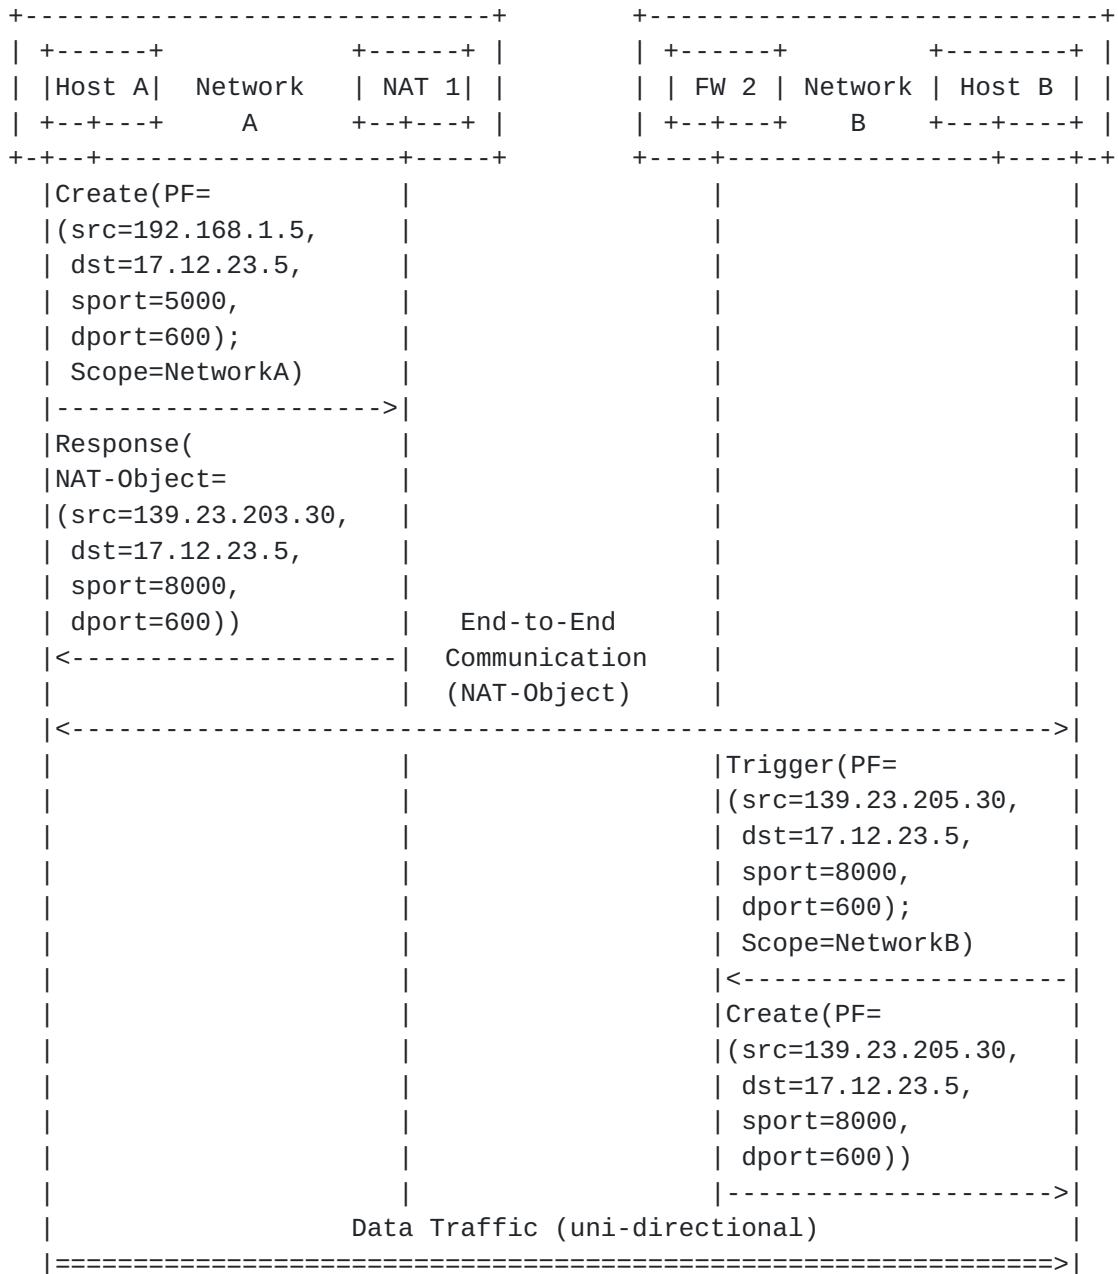 +------------------------------+        +-----------------------------+
| +------+            +------+ |        | +------+         +--------+ |
| |Host A|  Network   | NAT 1| |        | | FW 2 | Network | Host B | |
| +--+---+     A      +--+---+ |        | +--+---+    B    +---+----+ |
+-+--+-------------------+-----+        +----+-----------------+----+-+
  |Create(PF=            |                   |                      |
  |(src=192.168.1.5,     |                   |                      |
  | dst=17.12.23.5,      |                   |                      |
  | sport=5000,          |                   |                      |
  | dport=600);          |                   |                      |
  | Scope=NetworkA)      |                   |                      |
  |--------------------->|                   |                      |
  |Response(             |                   |                      |
  |NAT-Object=           |                   |                      |
  |(src=139.23.203.30,   |                   |                      |
  | dst=17.12.23.5,      |                   |                      |
  | sport=8000,          |                   |                      |
  | dport=600))          |   End-to-End      |                      |
  |<---------------------|  Communication    |                      |
  |                      |  (NAT-Object)     |                      |
  |<--------------------------------------------------------------->|
  |                      |                   |Trigger(PF=           |
  |                      |                   |(src=139.23.205.30,   |
  |                      |                   | dst=17.12.23.5,      |
  |                      |                   | sport=8000,          |
  |                      |                   | dport=600);          |
  |                      |                   | Scope=NetworkB)      |
  |                      |                   |<---------------------|
  |                      |                   |Create(PF=            |
  |                      |                   |(src=139.23.205.30,   |
  |                      |                   | dst=17.12.23.5,      |
  |                      |                   | sport=8000,          |
  |                      |                   | dport=600))          |
  |                      |                   |--------------------->|
  |                   Data Traffic (uni-directional)                |
  |================================================================>|